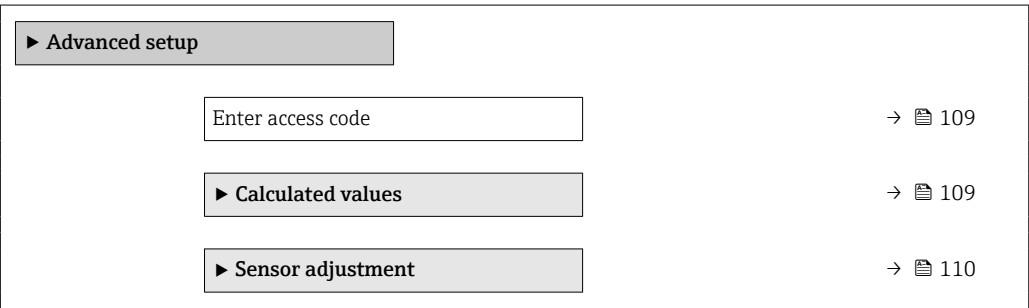 ▶ Advanced setup
Enter access code → 109
▶ Calculated values → 109
▶ Sensor adjustment → 110